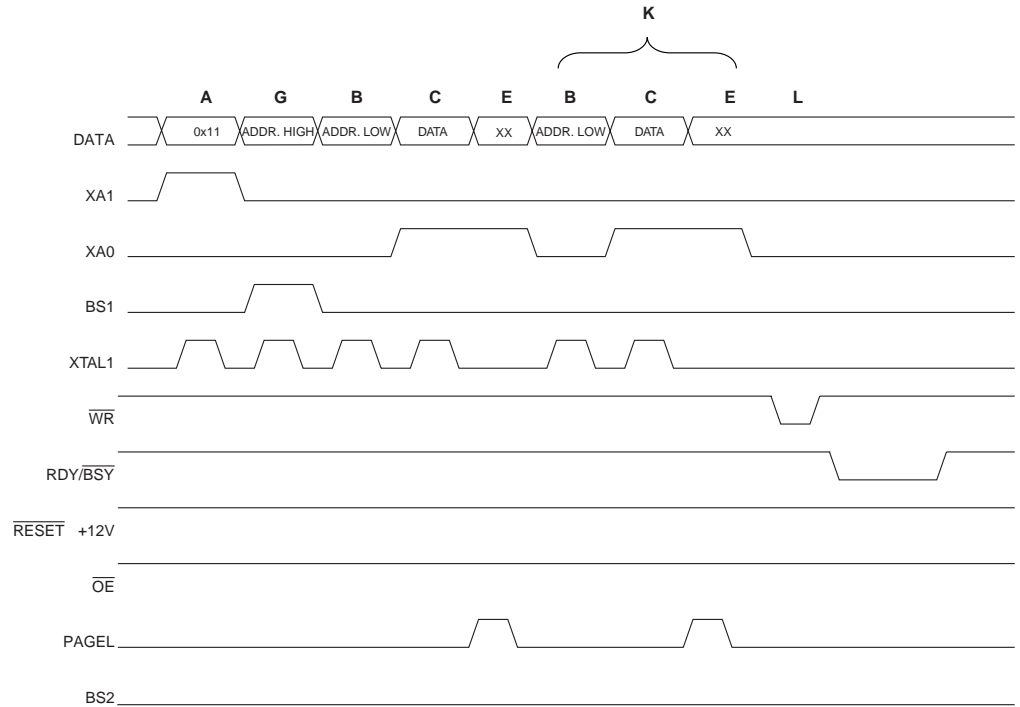 K
A G B C E B C E L
DATA 0x11 ADDR. HIGH ADDR. LOW DATA XX ADDR. LOW DATA XX
XA1
XA0
BS1
XTAL1
WR
RDY/BSY
RESET +12V
OE
PAGEL
BS2